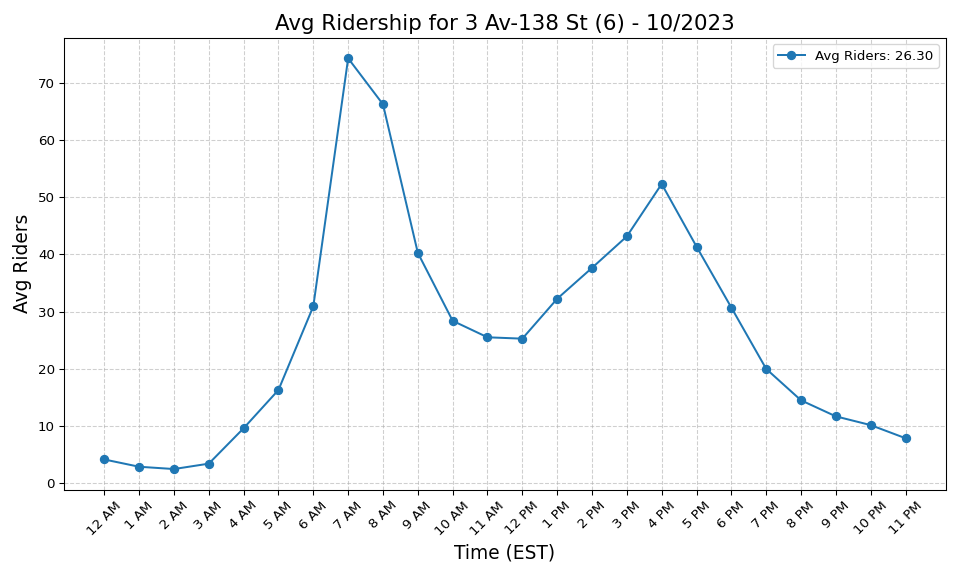 Avg Ridership for 3 Av-138 St (6) - 10/2023
Avg Riders: 26.30
Avg Riders
70
60
50
40
30
20
10
0
12 AM 1 AM 2 AM 3 AM 4 AM 5 AM 6 AM 7 AM 8 AM 9 AM 10 AM 11 AM 12 PM 1 PM 2 PM 3 PM 4 PM 5 PM 6 PM 7 PM 8 PM 9 PM 10 PM 11 PM
Time (EST)